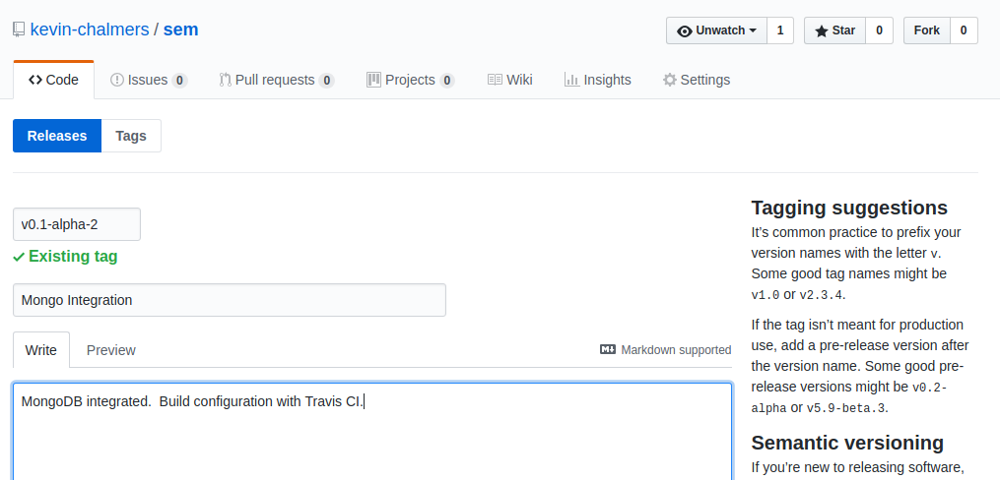 kevin-chalmers / sem
Unwatch 1 Star 0 Fork 0
Code Issues 0 Pull requests 0 Projects 0 Wiki Insights Settings
Releases Tags
v0.1-alpha-2
Existing tag
Mongo Integration
Write Preview Markdown supported
MongoDB integrated.  Build configuration with Travis CI.
Tagging suggestions
It's common practice to prefix your
version names with the letter v.
Some good tag names might be
v1.0 or v2.3.4.
If the tag isn't meant for production
use, add a pre-release version after
the version name. Some good pre-
release versions might be v0.2-
alpha or v5.9-beta.3.
Semantic versioning
If you're new to releasing software,